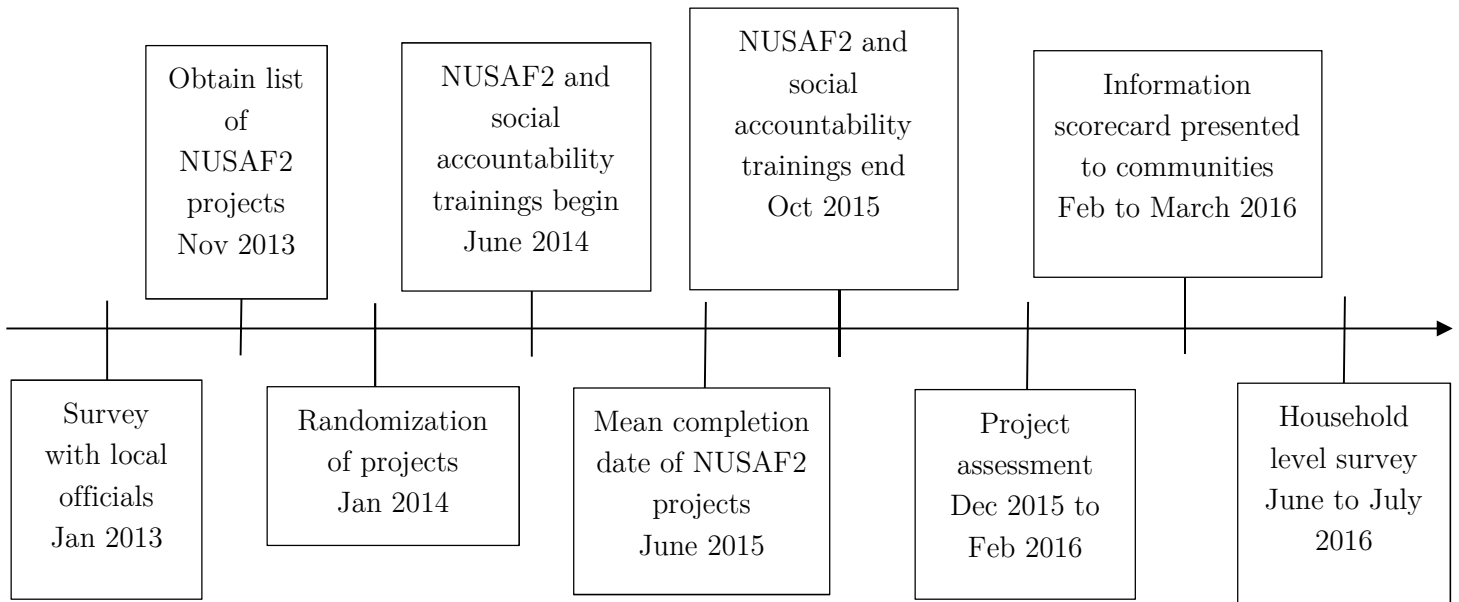 Obtain list
of
NUSAF2
projects
Nov 2013
NUSAF2 and
social
accountability
trainings begin
June 2014
NUSAF2 and
social
accountability
trainings end
Oct 2015
Information
scorecard presented
to communities
Feb to March 2016
Survey
with local
officials
Jan 2013
Randomization
of projects
Jan 2014
Mean completion
date of NUSAF2
projects
June 2015
Project
assessment
Dec 2015 to
Feb 2016
Household
level survey
June to July
2016